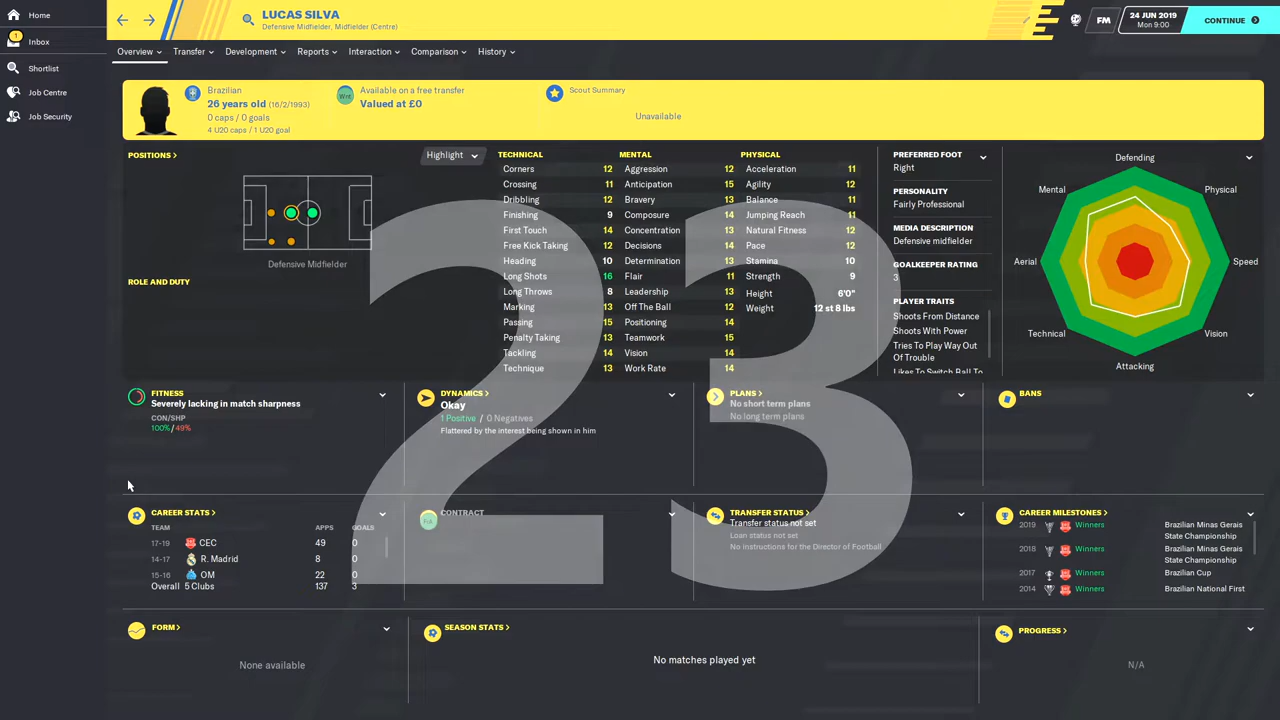 Home
1
Inbox
Shortlist
Job Centre
Job Security
LUCAS SILVA
Defensive Midfielder, Midfielder (Centre)
FM
24 JUN 2019
Mon 9:00
CONTINUE
Overview Transfer Development Reports Interaction Comparison History
Brazilian
26 years old (16/2/1993)
0 caps / 0 goals
4 U20 caps / 1 U20 goal
Wnt
Available on a free transfer
Valued at £0
Scout Summary
Unavailable
POSITIONS
Defensive Midfielder
ROLE AND DUTY
Highlight
TECHNICAL
Corners 12
Crossing 11
Dribbling 12
Finishing 9
First Touch 14
Free Kick Taking 12
Heading 10
Long Shots 16
Long Throws 8
Marking 13
Passing 15
Penalty Taking 13
Tackling 14
Technique 13
MENTAL
Aggression 12
Anticipation 15
Bravery 13
Composure 14
Concentration 13
Decisions 14
Determination 13
Flair 11
Leadership 13
Off The Ball 12
Positioning 14
Teamwork 15
Vision 14
Work Rate 14
PHYSICAL
Acceleration 11
Agility 12
Balance 11
Jumping Reach 11
Natural Fitness 12
Pace 12
Stamina 10
Strength 9
Height 6'0"
Weight 12 st 8 lbs
PREFERRED FOOT
Right
PERSONALITY
Fairly Professional
MEDIA DESCRIPTION
Defensive midfielder
GOALKEEPER RATING
3
PLAYER TRAITS
Shoots From Distance
Shoots With Power
Tries To Play Way Out
Of Trouble
Likes To Switch Ball To
Defending
Physical
Speed
Vision
Attacking
Technical
Aerial
Mental
23
FITNESS
Severely lacking in match sharpness
CON/SHP
100%/49%
DYNAMICS
Okay
1 Positive / 0 Negatives
Flattered by the interest being shown in him
PLANS
No short term plans
No long term plans
BANS
CAREER STATS
TEAM APPS GOALS
17-19 CEC 49 0
14-17 R. Madrid 8 0
15-16 OM 22 0
Overall 5 Clubs 137 3
CONTRACT
TRANSFER STATUS
Transfer status not set
Loan status not set
No instructions for the Director of Football
CAREER MILESTONES
2019 Winners Brazilian Minas Gerais
State Championship
2018 Winners Brazilian Minas Gerais
State Championship
2017 Winners Brazilian Cup
2014 Winners Brazilian National First
FORM
None available
SEASON STATS
No matches played yet
PROGRESS
N/A